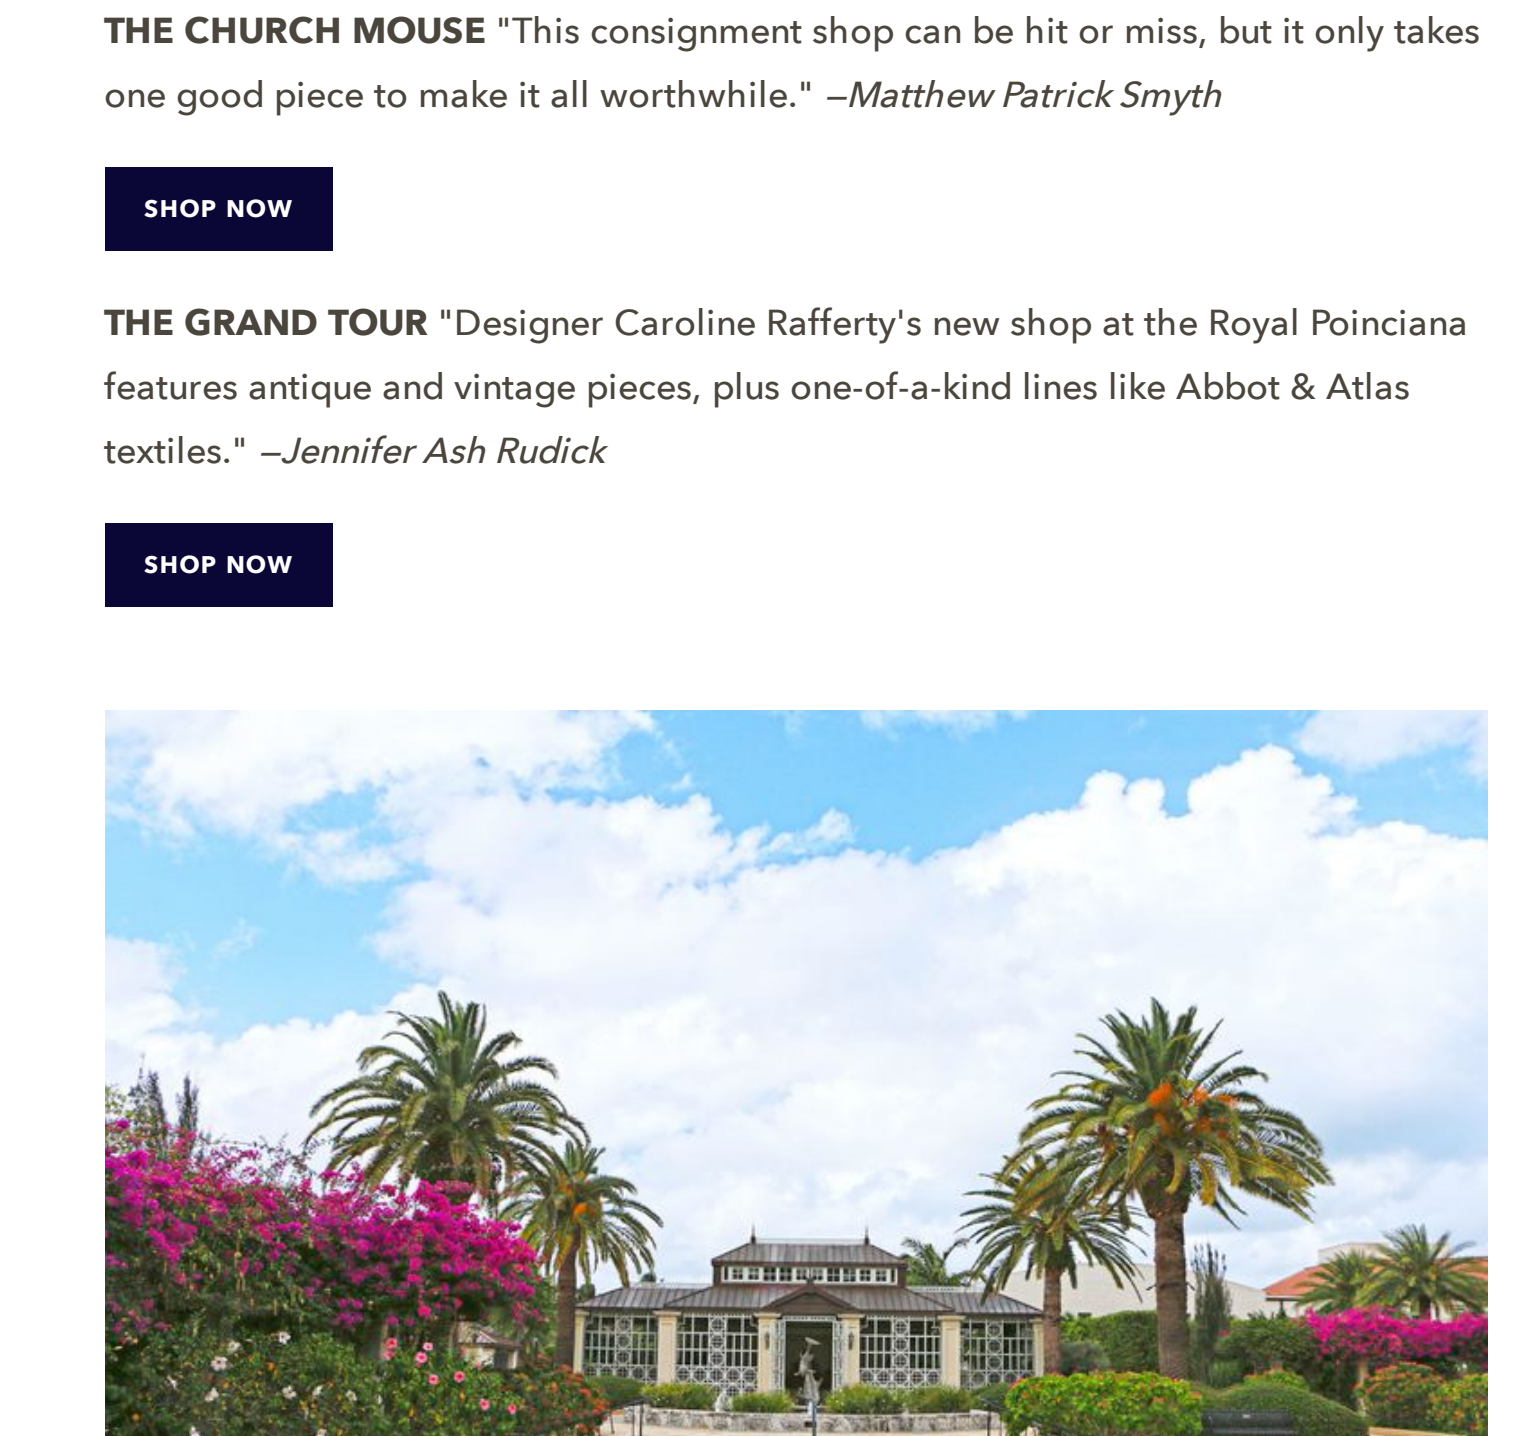 THE CHURCH MOUSE "This consignment shop can be hit or miss, but it only takes
one good piece to make it all worthwhile." —Matthew Patrick Smyth
SHOP NOW
THE GRAND TOUR "Designer Caroline Rafferty's new shop at the Royal Poinciana
features antique and vintage pieces, plus one-of-a-kind lines like Abbot & Atlas
textiles." —Jennifer Ash Rudick
SHOP NOW